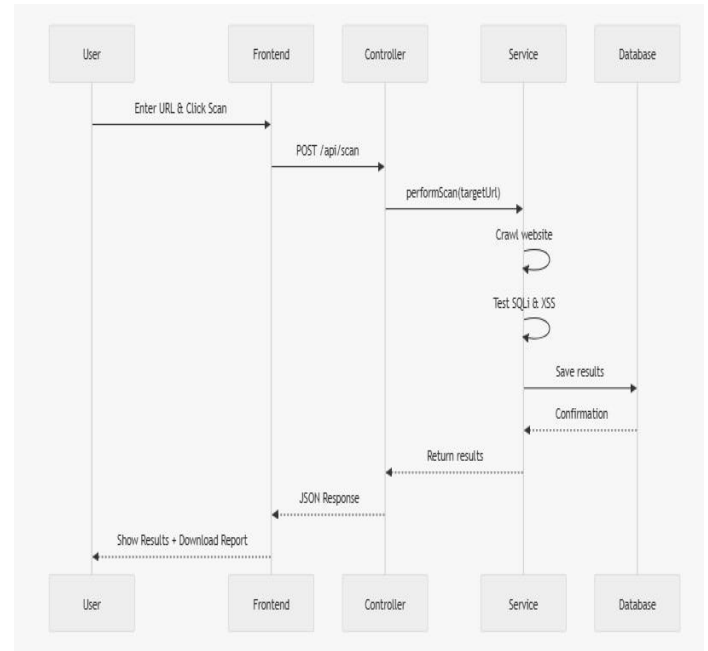 User Frontend Controller Service Database
Enter URL & Click Scan
POST /api/scan
performScan(targetUrl)
Crawl website
Test SQLi & XSS
Save results
Confirmation
Return results
JSON Response
Show Results + Download Report
User Frontend Controller Service Database